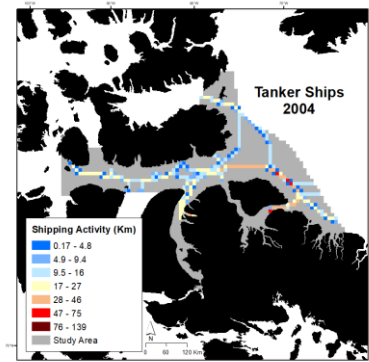 Tanker Ships
2004
Shipping Activity (Km)
0.17 - 4.8
4.9 - 9.4
9.5 - 16
17 - 27
28 - 46
47 - 75
76 - 139
Study Area
N
0 60 120 Km